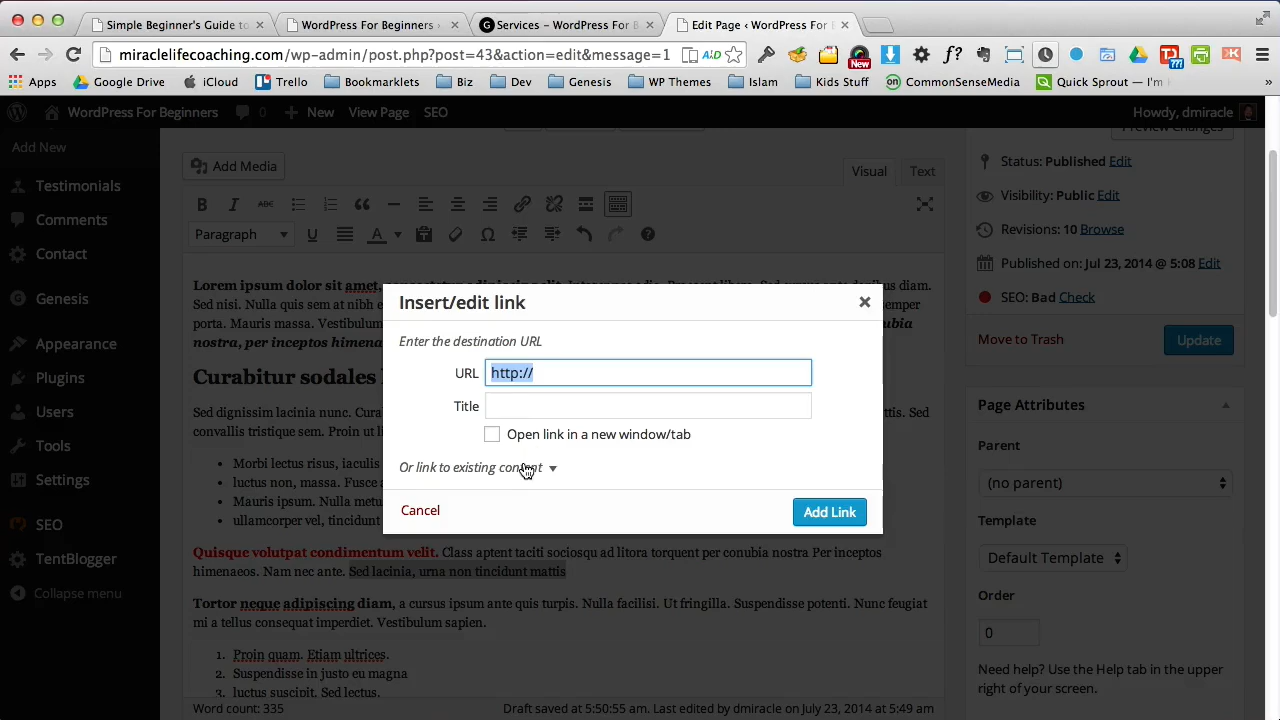 Simple Beginner's Guide to
WordPress For Beginners ‹
Services – WordPress For B
Edit Page ‹ WordPress For B
miraclelifecoaching.com/wp-admin/post.php?post=43&action=edit&message=1
New
Apps Google Drive iCloud Trello Bookmarklets Biz Dev Genesis WP Themes Islam Kids Stuff CommonSenseMedia Quick Sprout — I'm »
WordPress For Beginners 0 New View Page SEO Howdy, dmiracle
Add New
Testimonials
Comments
Contact
Genesis
Appearance
Plugins
Users
Tools
Settings
SEO
TentBlogger
Collapse menu
Add Media
Visual Text
Paragraph
Lorem ipsum dolor sit amet,
Sed nisi. Nulla quis sem at nibh e
porta. Mauris massa. Vestibulum
nostra, per inceptos himena
Curabitur sodales
Sed dignissim lacinia nunc. Cura
convallis tristique sem. Proin ut l
• Morbi lectus risus, iaculis
• luctus non, massa. Fusce a
• Mauris ipsum. Nulla metu
• ullamcorper vel, tincidunt
Quisque volutpat condimentum velit. Class aptent taciti sociosqu ad litora torquent per conubia nostra Per inceptos
himenaeos. Nam nec ante. Sed lacinia, urna non tincidunt mattis
Tortor neque adipiscing diam, a cursus ipsum ante quis turpis. Nulla facilisi. Ut fringilla. Suspendisse potenti. Nunc feugiat
mi a tellus consequat imperdiet. Vestibulum sapien.
1. Proin quam. Etiam ultrices.
2. Suspendisse in justo eu magna
3. luctus suscipit. Sed lectus.
Word count: 335
Draft saved at 5:50:55 am. Last edited by dmiracle on July 23, 2014 at 5:49 am
Insert/edit link
Enter the destination URL
URL http://
Title
Open link in a new window/tab
Or link to existing content
Cancel
Add Link
Preview Changes
Status: Published Edit
Visibility: Public Edit
Revisions: 10 Browse
Published on: Jul 23, 2014 @ 5:08 Edit
SEO: Bad Check
Move to Trash
Update
Page Attributes
Parent
(no parent)
Template
Default Template
Order
0
Need help? Use the Help tab in the upper
right of your screen.